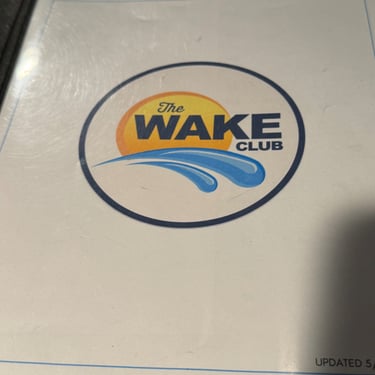 The
WAKE
CLUB
UPDATED 5/